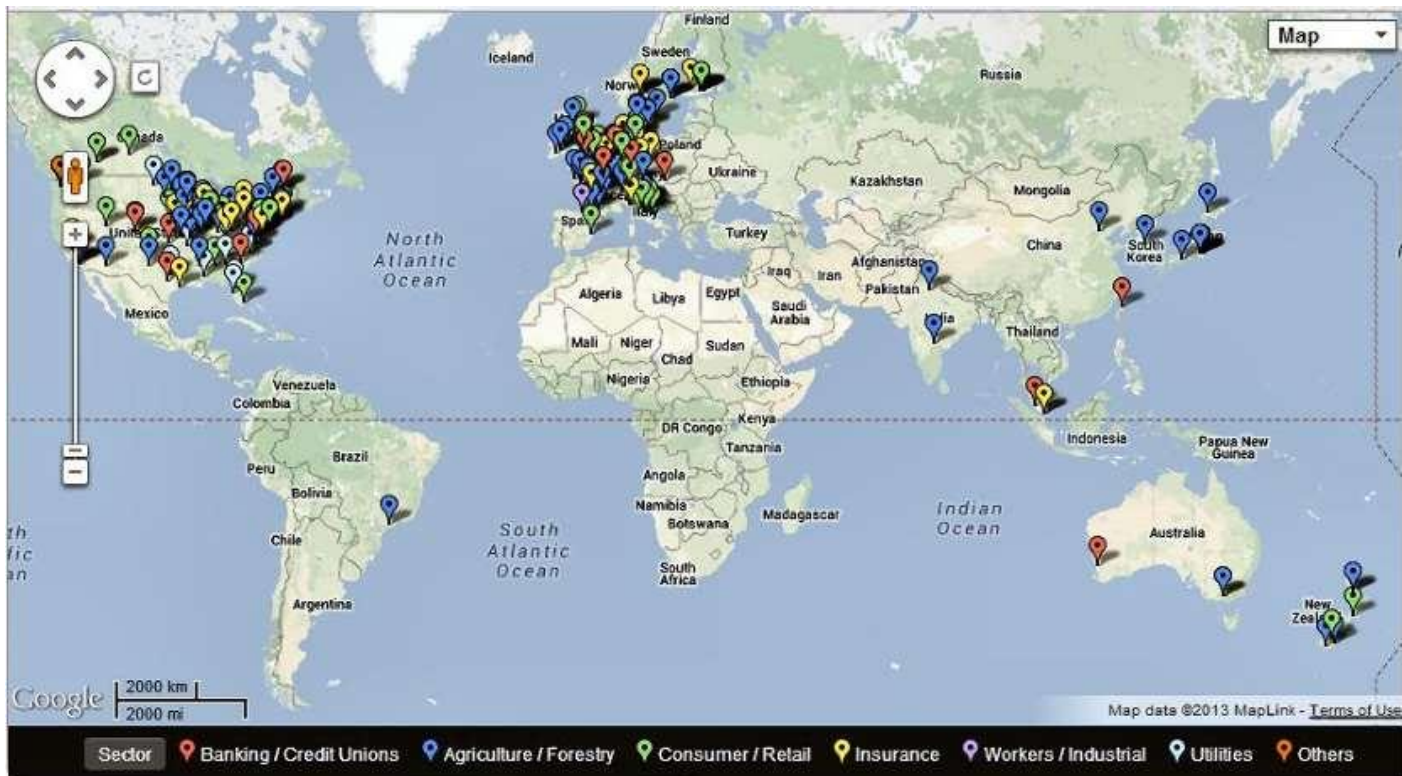 Finland
Iceland
Sweden
Map
Russia
Norw
nada
Poland
Ukraine
Kazakhstan
Mongolia
Spai
Italy
United
North
Atlantic
Ocean
Turkey
China
South
Korea
Afghanistan
Iraq
Iran
Pakistan
Algeria
Libya
Egypt
Saudi
Arabia
India
Mexico
Mali
Niger
Chad
Sudan
Thailand
Nigeria
Ethiopia
Venezuela
Colombia
Kenya
DR Congo
Tanzania
Indonesia
Papua New
Guinea
Peru
Brazil
Angola
Bolivia
Namibia
Botswana
Madagascar
Indian
Ocean
Australia
South
Atlantic
Ocean
Chile
South
Africa
Argentina
New
Zeal
Google
2000 km
2000 mi
Map data ©2013 MapLink - Terms of Use
Sector Banking / Credit Unions Agriculture / Forestry Consumer / Retail Insurance Workers / Industrial Utilities Others